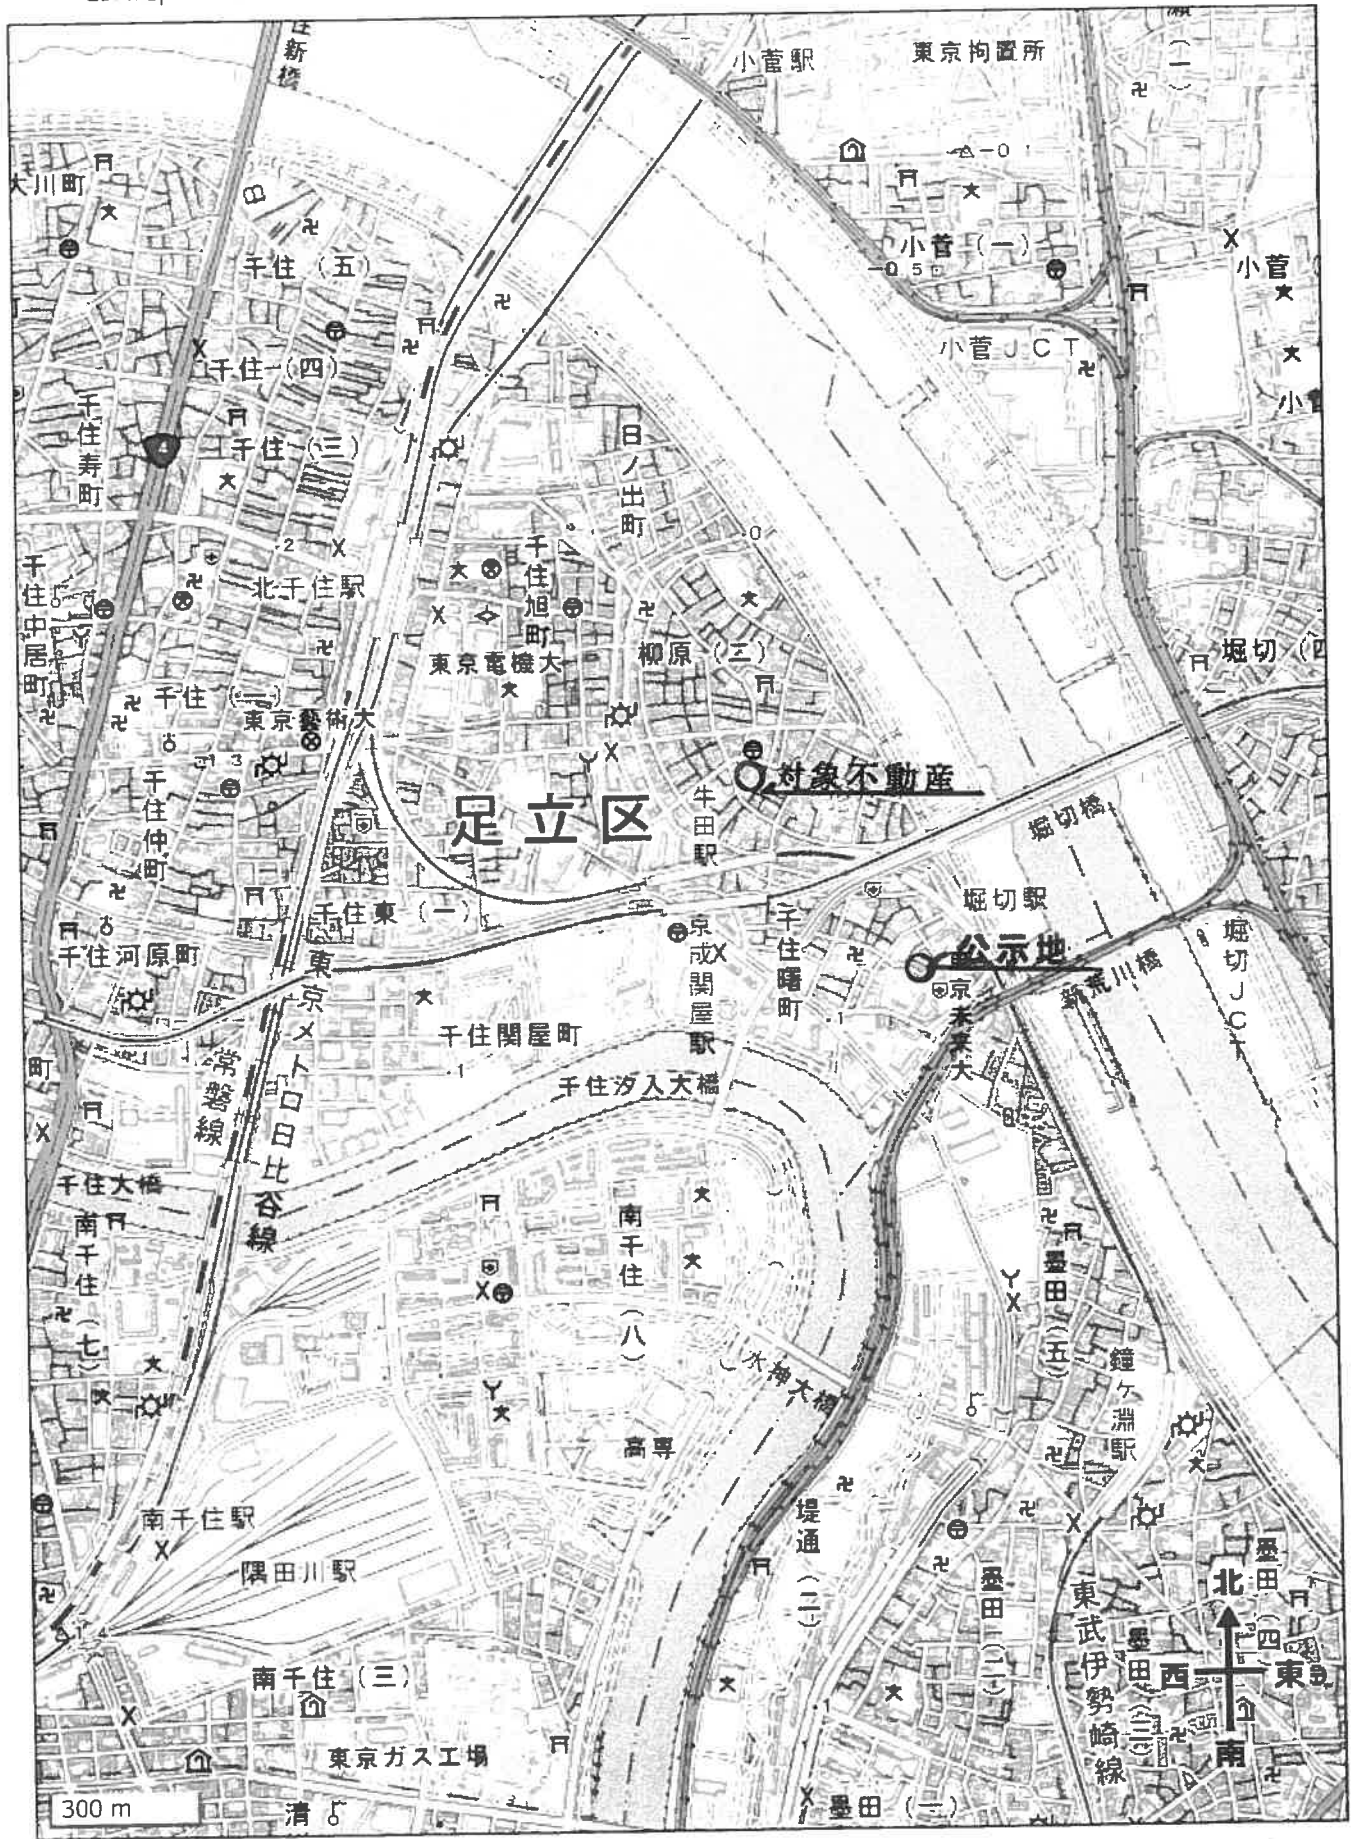 住新橋
小菅駅
東京拘置所
大川町
千住(五)
小菅(一)
-0 5
小菅
千住(四)
小菅JCT
千住寿町
4
千住(三)
日ノ出町
北千住駅
千住旭町
千住中居町
東京電機大
柳原(三)
堀切(四
東京藝術大
千住仲町
対象不動産
足立区
牛田駅
堀切橋
堀切駅
千住東(一)
千住河原町
京成関屋駅
千住曙町
公示地
堀切JCT
新荒川橋
東京未来大
東京メトロ日比谷線
常磐線
千住関屋町
千住汐入大橋
町
千住大橋
南千住(七)
南千住(八)
墨田(五)
水神大橋
鐘ヶ淵駅
高専
堤通(二)
南千住駅
隅田川駅
墨田(二)
東武伊勢崎線
墨田(四)
墨田(三)
北
西
東
南
南千住(三)
東京ガス工場
300 m
清
墨田(一)